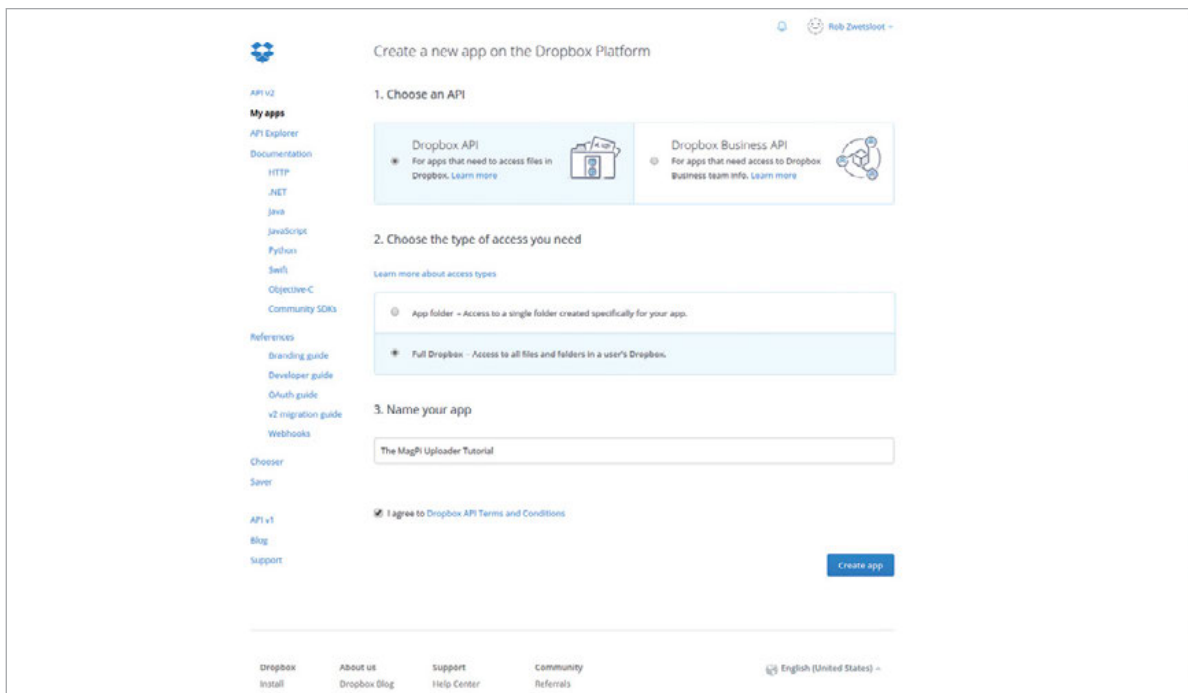 Rob Zwetsloot
Create a new app on the Dropbox Platform
API v2
My apps
API Explorer
Documentation
HTTP
.NET
Java
JavaScript
Python
Swift
Objective-C
Community SDKs
References
Branding guide
Developer guide
OAuth guide
v2 migration guide
Webhooks
Chooser
Saver
API v1
Blog
Support
1. Choose an API
Dropbox API
For apps that need to access files in
Dropbox. Learn more
Dropbox Business API
For apps that need access to Dropbox
Business team info. Learn more
2. Choose the type of access you need
Learn more about access types
App folder – Access to a single folder created specifically for your app.
Full Dropbox – Access to all files and folders in a user's Dropbox.
3. Name your app
The MagPi Uploader Tutorial
I agree to Dropbox API Terms and Conditions
Create app
Dropbox
Install
About us
Dropbox Blog
Support
Help Center
Community
Referrals
English (United States)